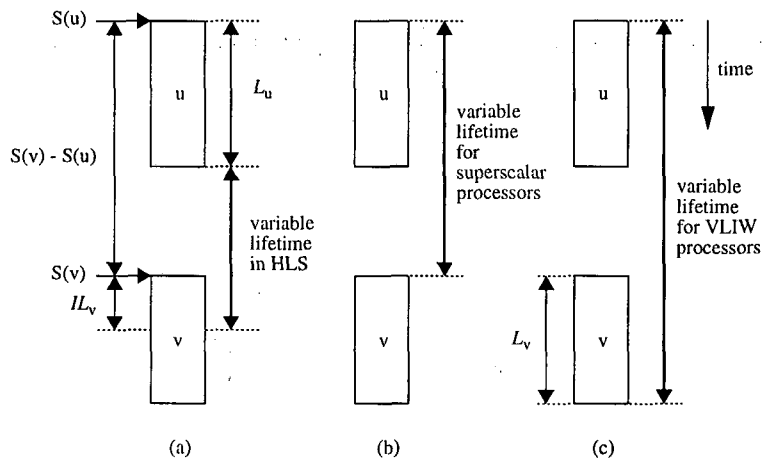 S(u)
u
L_u
S(v) - S(u)
variable
lifetime
in HLS
S(v)
IL_v
v
(a)
u
variable
lifetime
for
superscalar
processors
v
(b)
time
u
variable
lifetime
for VLIW
processors
L_v
v
(c)